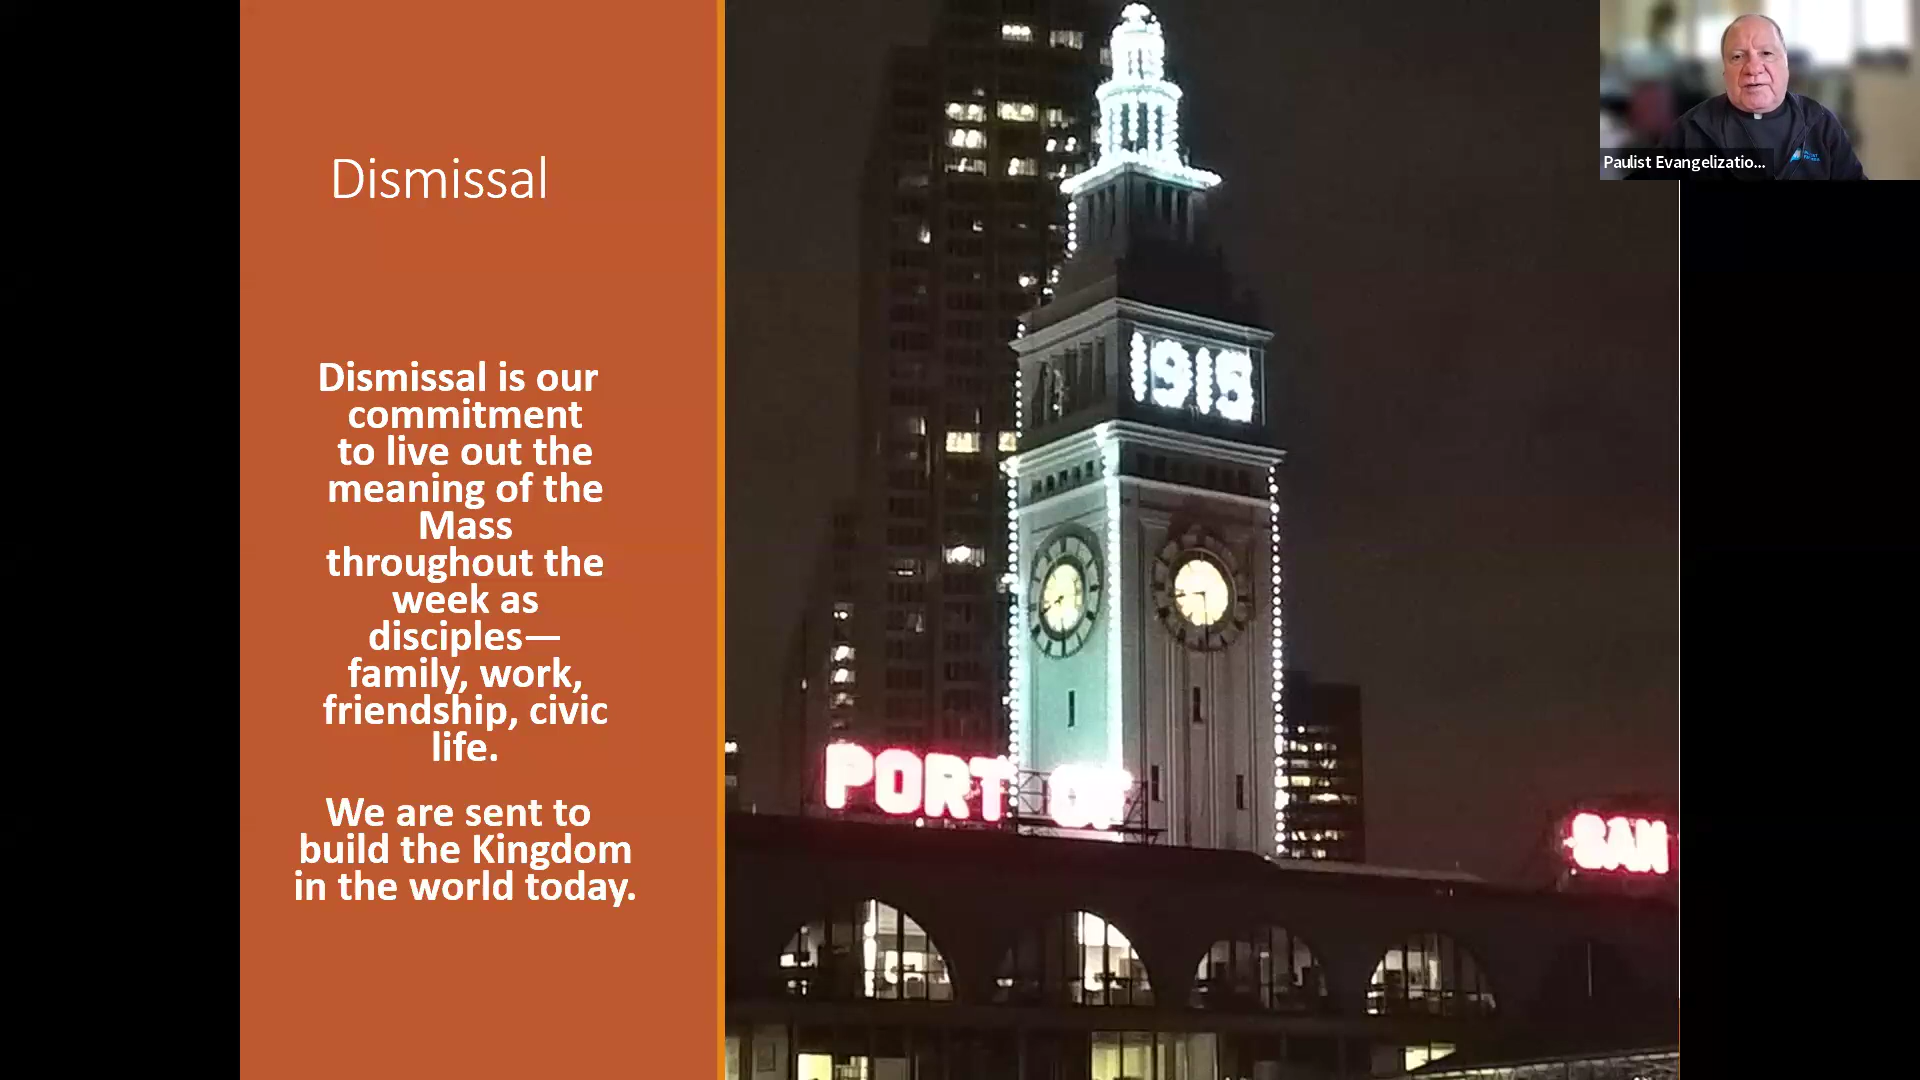 Dismissal
Dismissal is our
commitment
to live out the
meaning of the
Mass
throughout the
week as
disciples—
family, work,
friendship, civic
life.
We are sent to
build the Kingdom
in the world today.
1915
PORT OF
SAN
Paulist Evangelizatio...